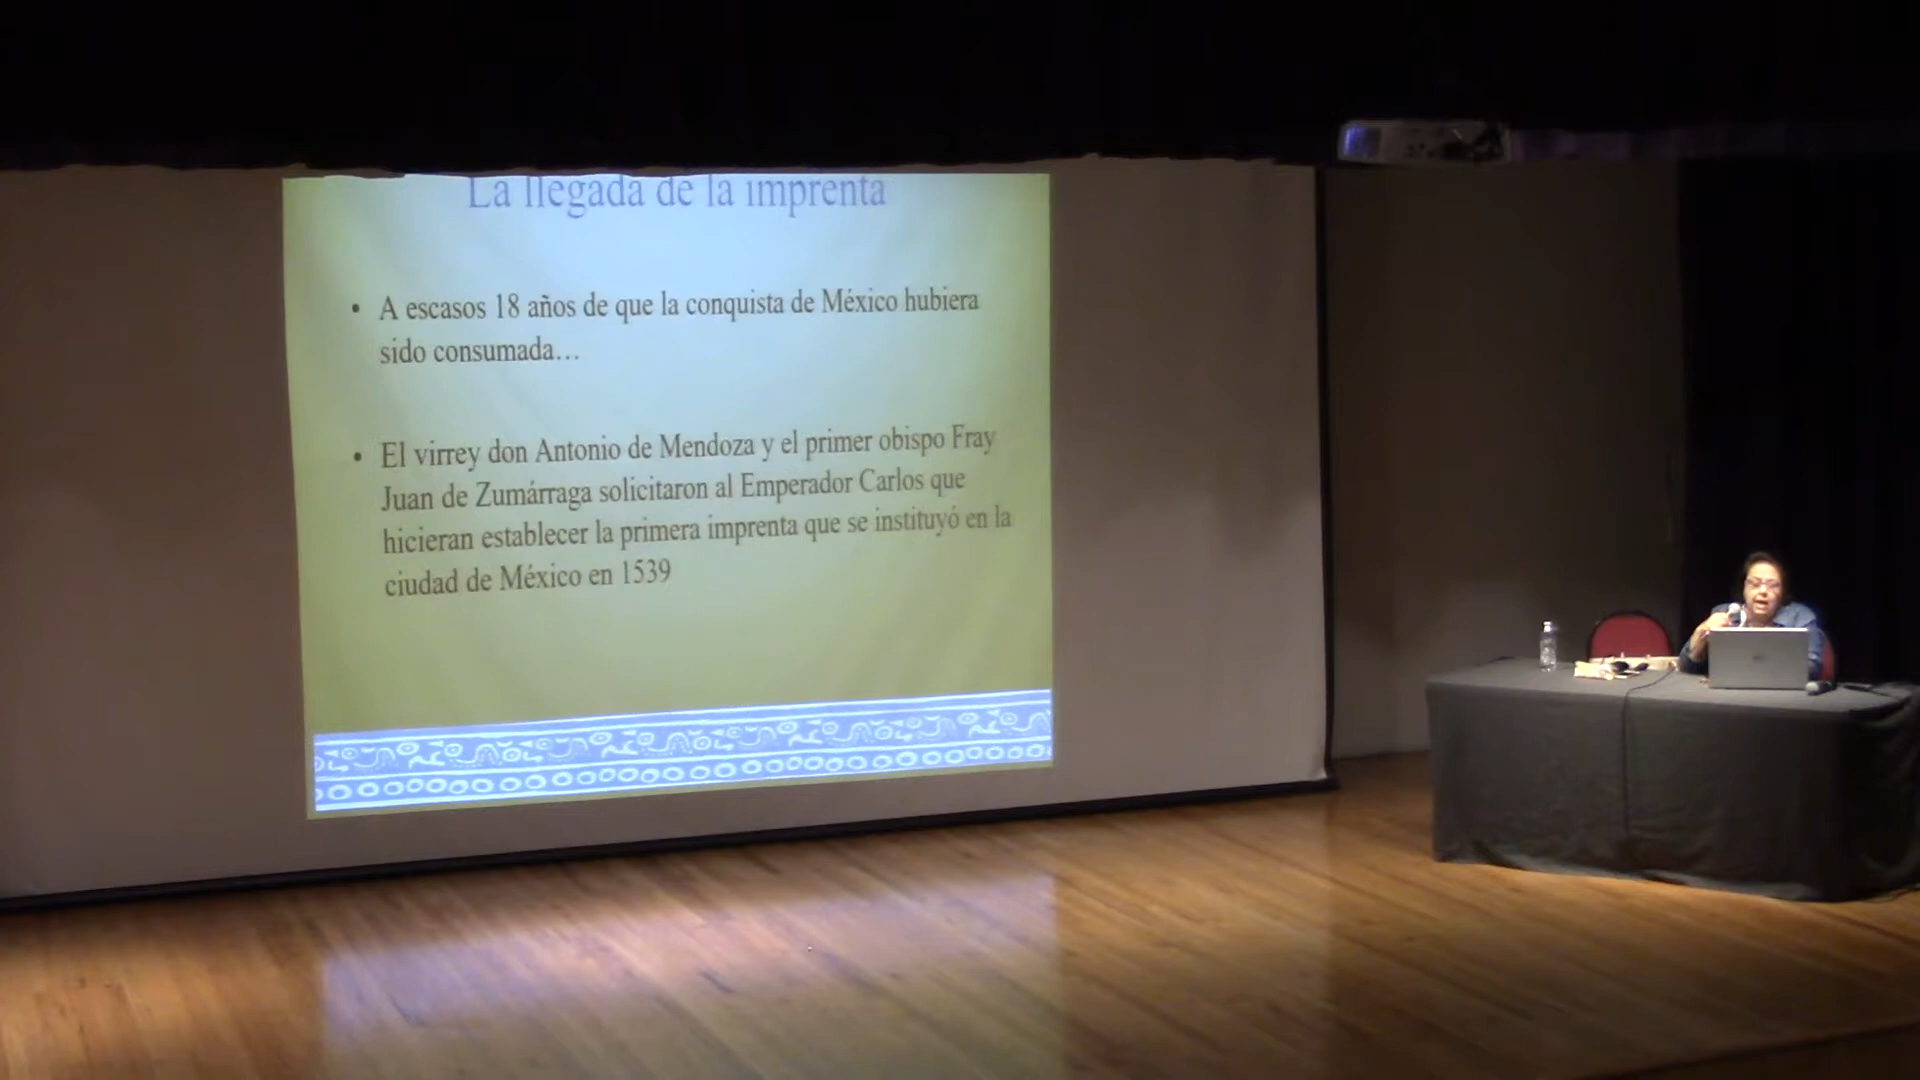 La llegada de la imprenta
• A escasos 18 años de que la conquista de México hubiera
sido consumada…
• El virrey don Antonio de Mendoza y el primer obispo Fray
Juan de Zumárraga solicitaron al Emperador Carlos que
hicieran establecer la primera imprenta que se instituyó en la
ciudad de México en 1539